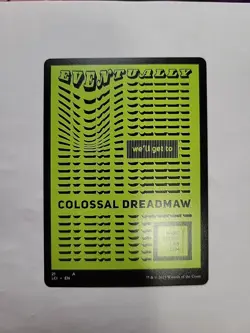 EVENTUALLY
we'll get to
COLOSSAL DREADMAW